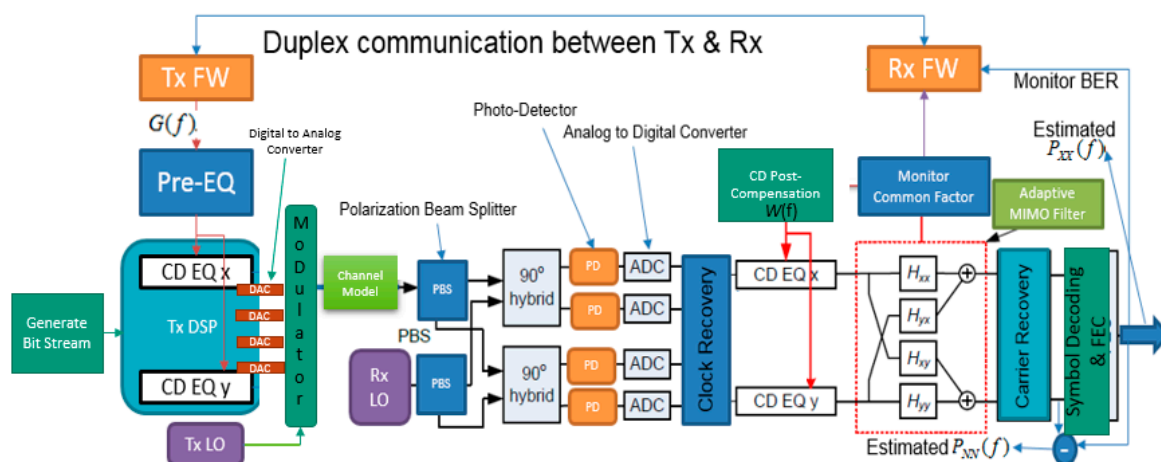 Duplex communication between Tx & Rx
Tx FW
Rx FW
Monitor BER
G(f)
Digital to Analog
Converter
Photo-Detector
Analog to Digital Converter
Estimated
P_XX(f)
Pre-EQ
Polarization Beam Splitter
CD Post-
Compensation
W(f)
Monitor
Common Factor
Adaptive
MIMO Filter
Generate
Bit Stream
CD EQ x
Tx DSP
CD EQ y
DAC
DAC
DAC
DAC
MoDulator
Tx LO
Channel
Model
PBS
PBS
Rx
LO
PBS
90° hybrid
90° hybrid
PD
PD
PD
PD
ADC
ADC
ADC
ADC
Clock Recovery
CD EQ x
CD EQ y
H_xx
H_yx
H_xy
H_yy
Carrier Recovery
Symbol Decoding
& FEC
Estimated P_NN(f)
-